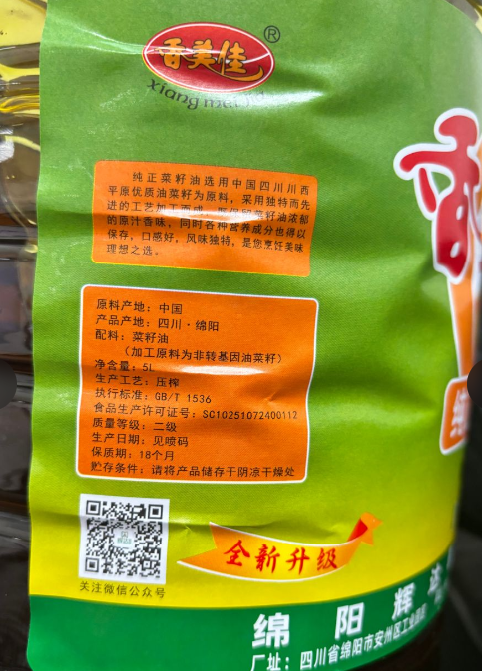 香美佳
®
xiang mei
纯正菜籽油选用中国四川川西
平原优质油菜籽为原料，采用独特而先
进的工艺加工而成，既保留菜籽油浓郁
的原汁香味，同时各种营养成分也得以
保存，口感好，风味独特，是您烹饪美味
理想之选。
原料产地：中国
产品产地：四川·绵阳
配料：菜籽油
（加工原料为非转基因油菜籽）
净含量：5L
生产工艺：压榨
执行标准：GB/T 1536
食品生产许可证号：SC10251072400112
质量等级：二级
生产日期：见喷码
保质期：18个月
贮存条件：请将产品储存于阴凉干燥处
关注微信公众号
全新升级
绵阳辉
厂址：四川省绵阳市安州区工业园